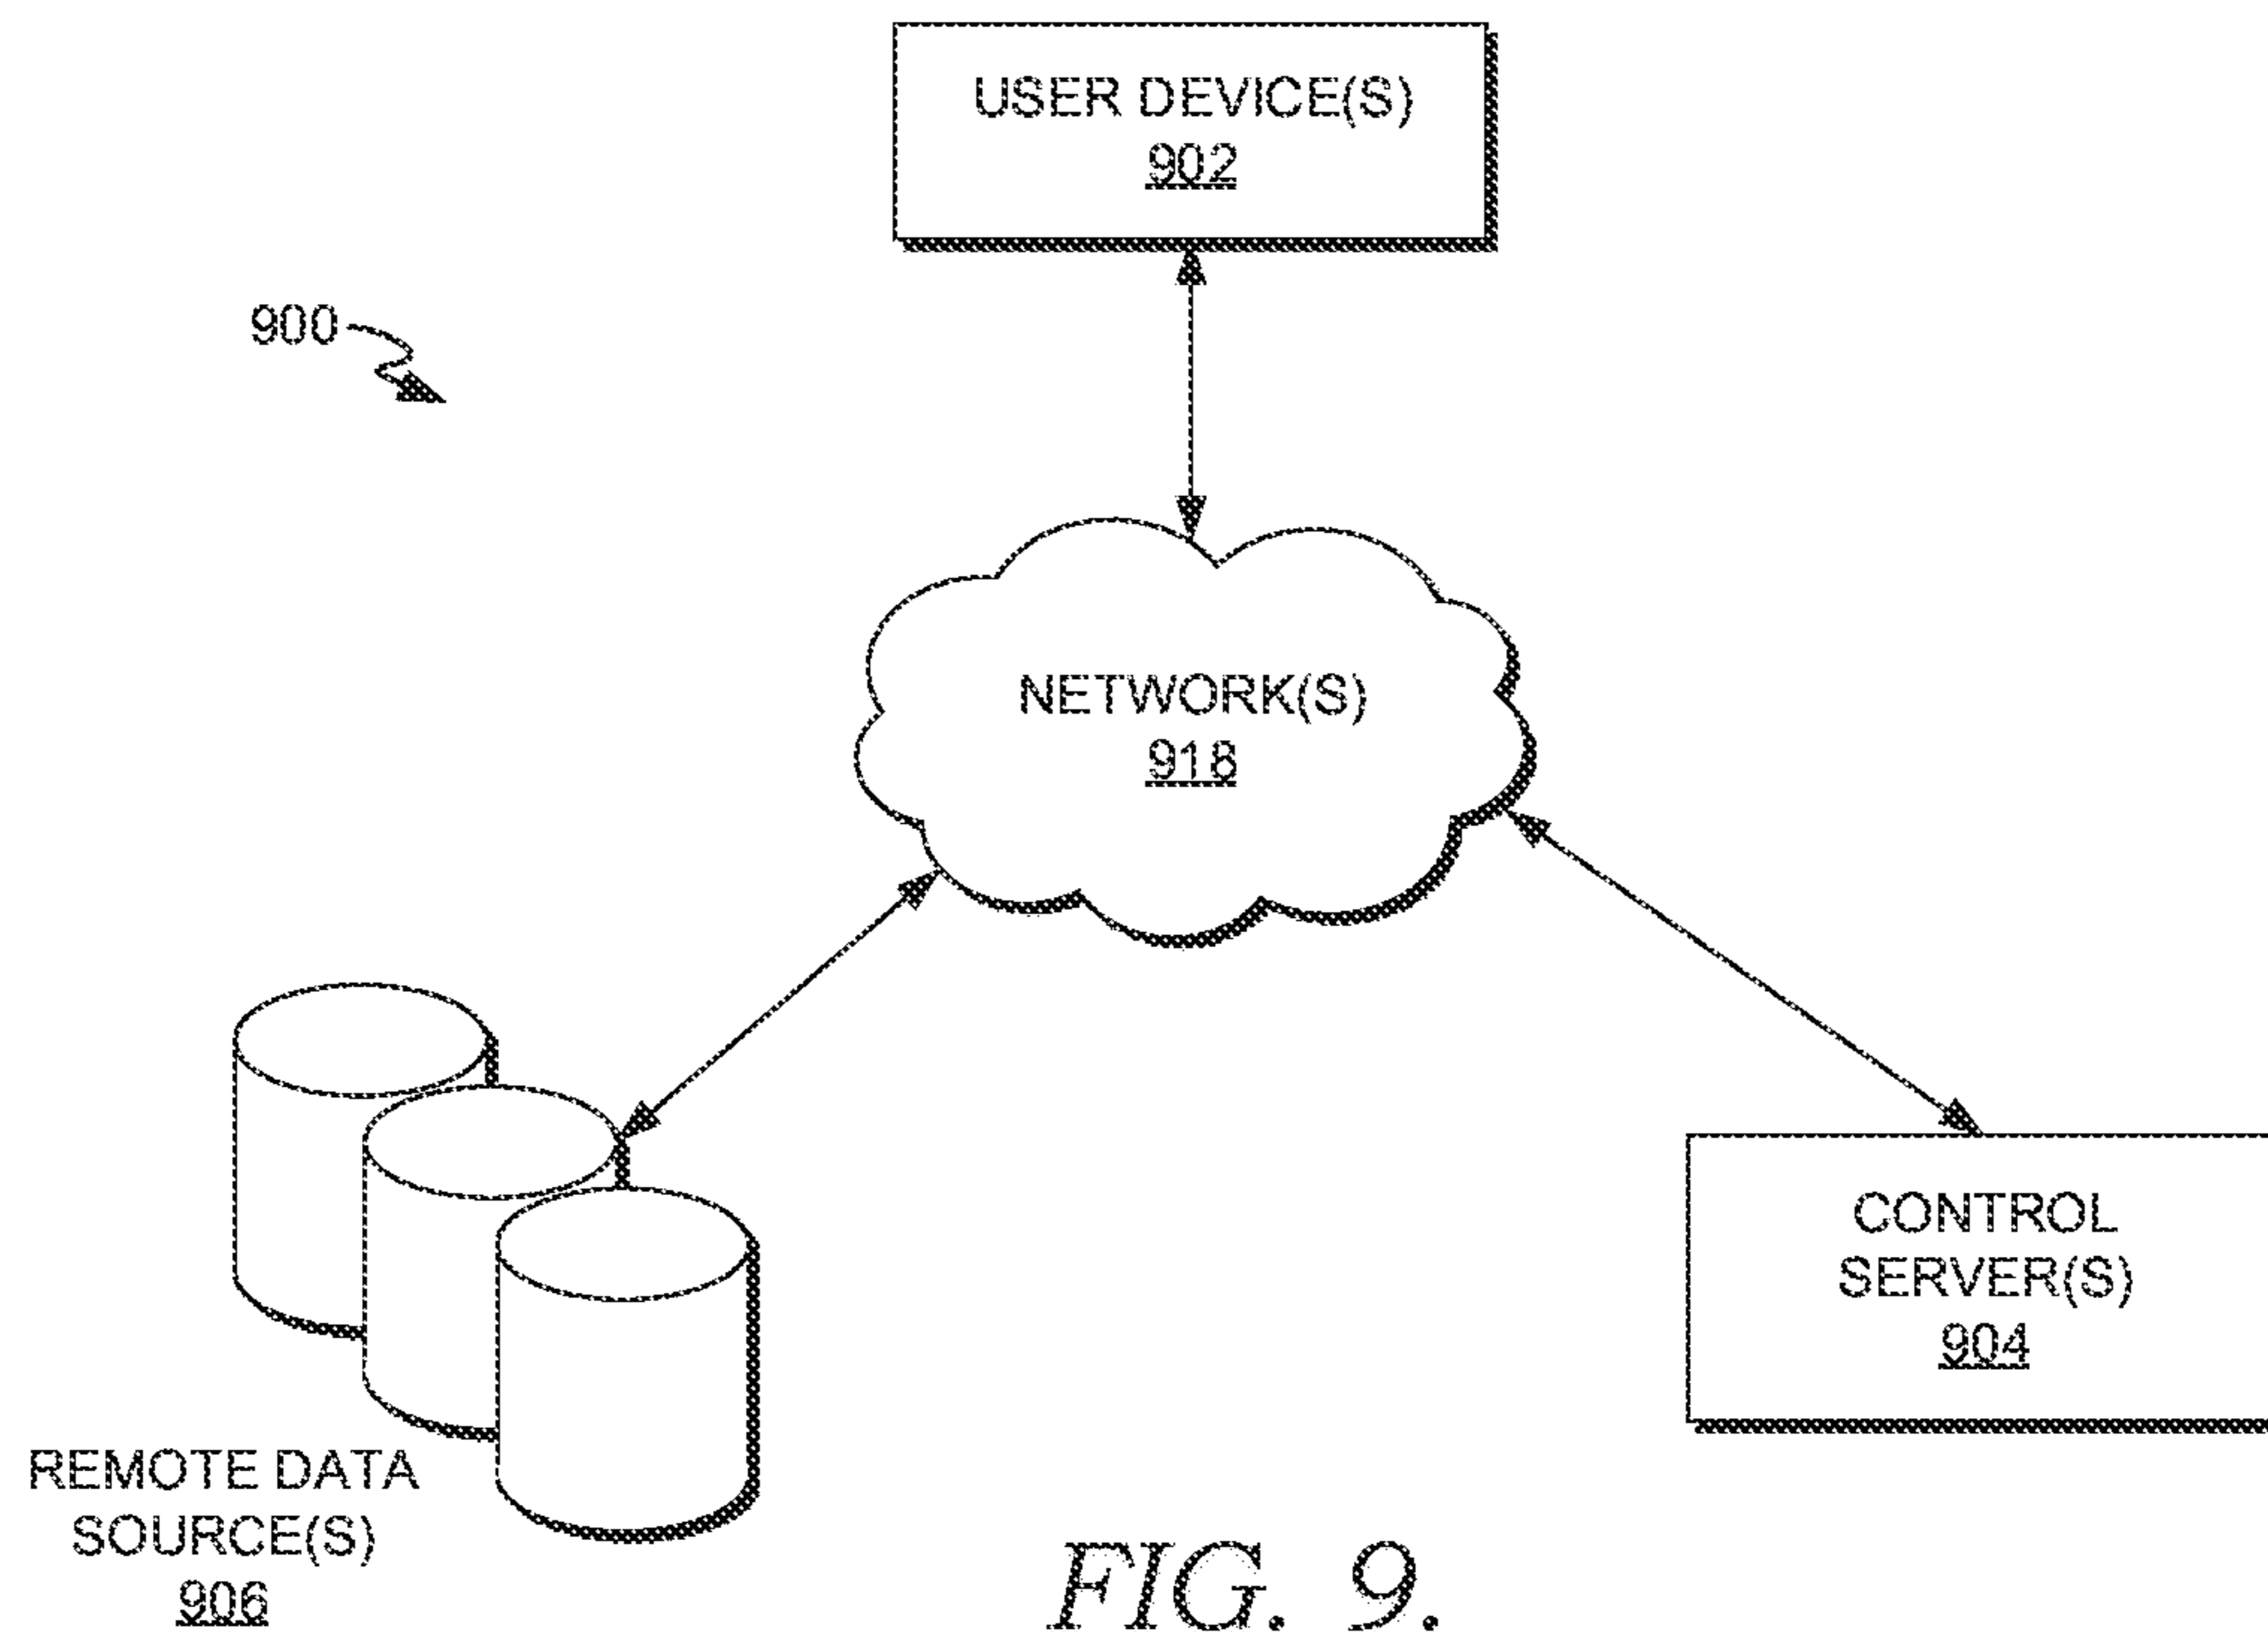 USER DEVICE(S)
902
900
NETWORK(S)
918
CONTROL
SERVER(S)
904
REMOTE DATA
SOURCE(S)
906
FIG. 9.